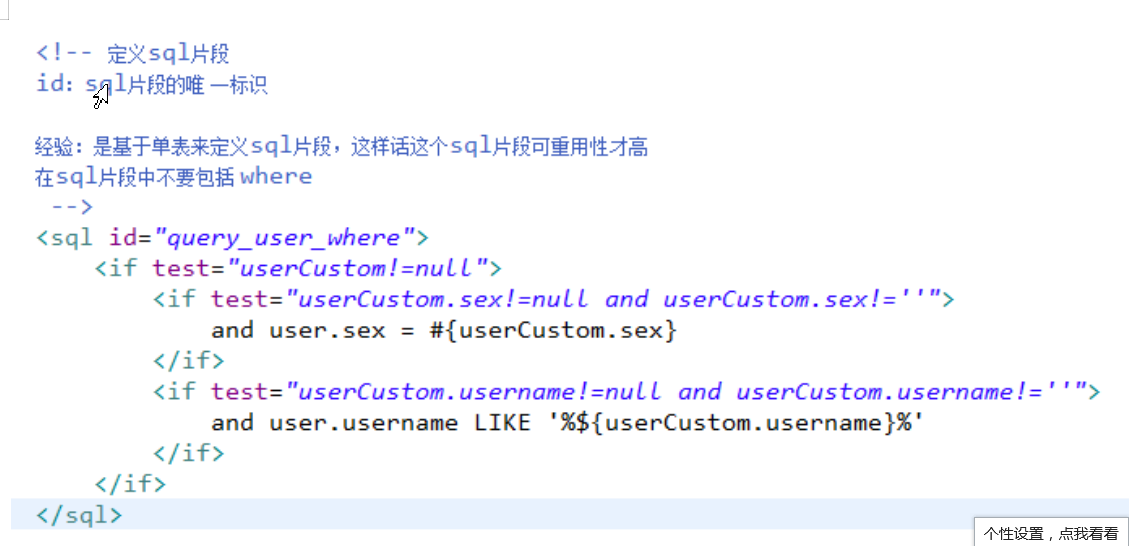 <!-- 定义sql片段
id：sql片段的唯 一标识
经验：是基于单表来定义sql片段，这样话这个sql片段可重用性才高
在sql片段中不要包括 where
-->
<sql id="query_user_where">
<if test="userCustom!=null">
<if test="userCustom.sex!=null and userCustom.sex!=''">
and user.sex = #{userCustom.sex}
</if>
<if test="userCustom.username!=null and userCustom.username!=''">
and user.username LIKE '%${userCustom.username}%'
</if>
</if>
</sql>
个性设置，点我看看